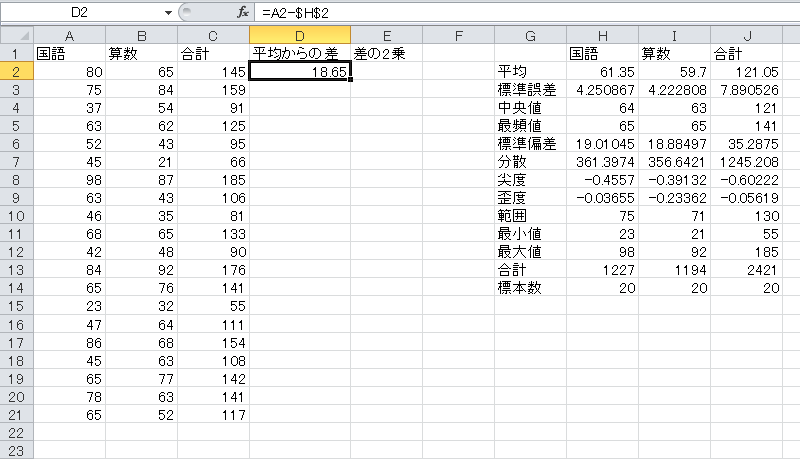 D2 fx =A2-$H$2
A B C D E F G H I J
1 国語 算数 合計 平均からの差 差の2乗 国語 算数 合計
2 80 65 145 18.65 平均 61.35 59.7 121.05
3 75 84 159 標準誤差 4.250867 4.222808 7.890526
4 37 54 91 中央値 64 63 121
5 63 62 125 最頻値 65 65 141
6 52 43 95 標準偏差 19.01045 18.88497 35.2875
7 45 21 66 分散 361.3974 356.6421 1245.208
8 98 87 185 尖度 -0.4557 -0.39132 -0.60222
9 63 43 106 歪度 -0.03655 -0.23362 -0.05619
10 46 35 81 範囲 75 71 130
11 68 65 133 最小値 23 21 55
12 42 48 90 最大値 98 92 185
13 84 92 176 合計 1227 1194 2421
14 65 76 141 標本数 20 20 20
15 23 32 55
16 47 64 111
17 86 68 154
18 45 63 108
19 65 77 142
20 78 63 141
21 65 52 117
22
23